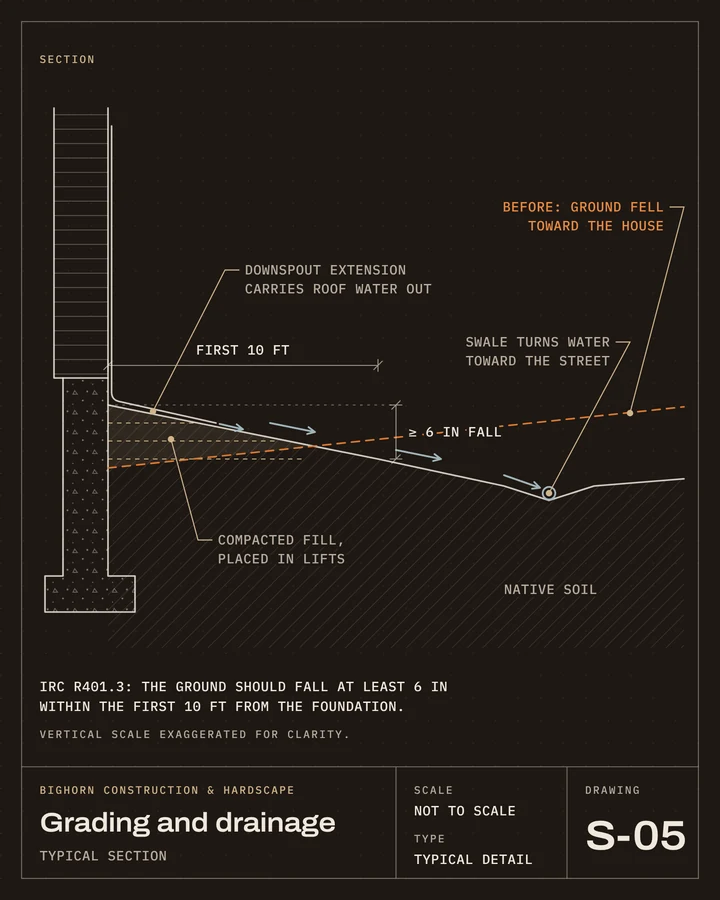 SECTION
BEFORE: GROUND FELL
TOWARD THE HOUSE
DOWNSPOUT EXTENSION
CARRIES ROOF WATER OUT
FIRST 10 FT
SWALE TURNS WATER
TOWARD THE STREET
≥ 6 IN FALL
COMPACTED FILL,
PLACED IN LIFTS
NATIVE SOIL
IRC R401.3: THE GROUND SHOULD FALL AT LEAST 6 IN
WITHIN THE FIRST 10 FT FROM THE FOUNDATION.
VERTICAL SCALE EXAGGERATED FOR CLARITY.
BIGHORN CONSTRUCTION & HARDSCAPE
Grading and drainage
TYPICAL SECTION
SCALE
NOT TO SCALE
TYPE
TYPICAL DETAIL
DRAWING
S-05